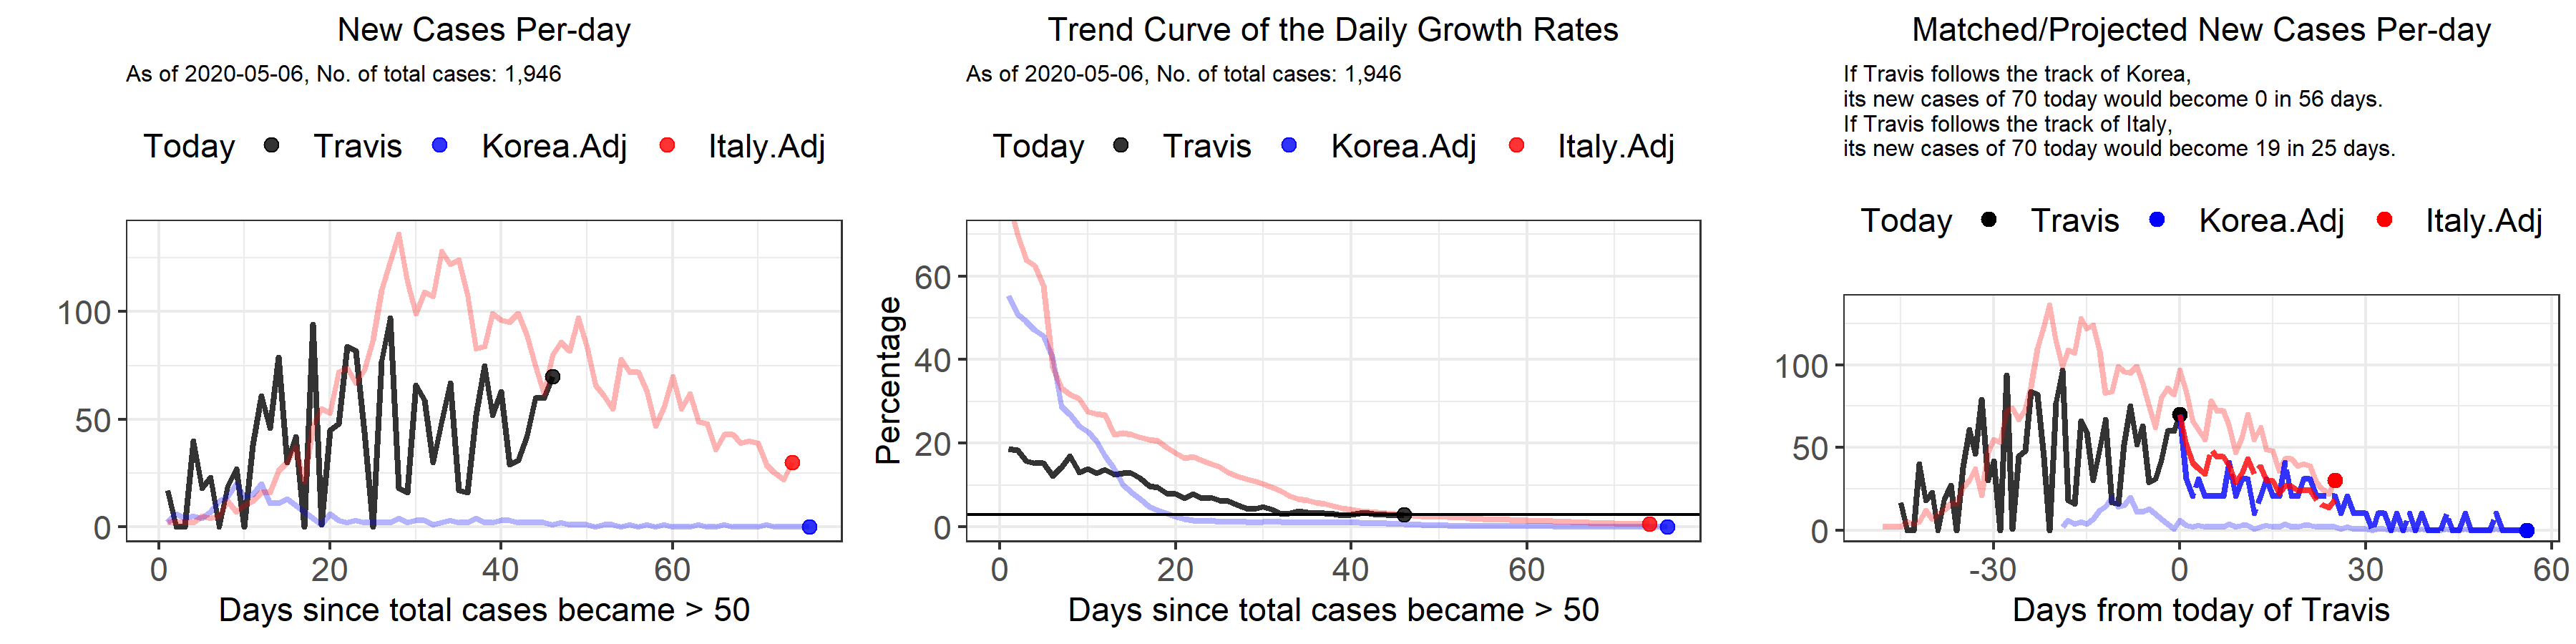 New Cases Per-day
As of 2020-05-06, No. of total cases: 1,946
Today Travis Korea.Adj Italy.Adj
100
50
0
0 20 40 60
Days since total cases became > 50
Trend Curve of the Daily Growth Rates
As of 2020-05-06, No. of total cases: 1,946
Today Travis Korea.Adj Italy.Adj
Percentage
60
40
20
0
0 20 40 60
Days since total cases became > 50
Matched/Projected New Cases Per-day
If Travis follows the track of Korea,
its new cases of 70 today would become 0 in 56 days.
If Travis follows the track of Italy,
its new cases of 70 today would become 19 in 25 days.
Today Travis Korea.Adj Italy.Adj
100
50
0
-30 0 30 60
Days from today of Travis